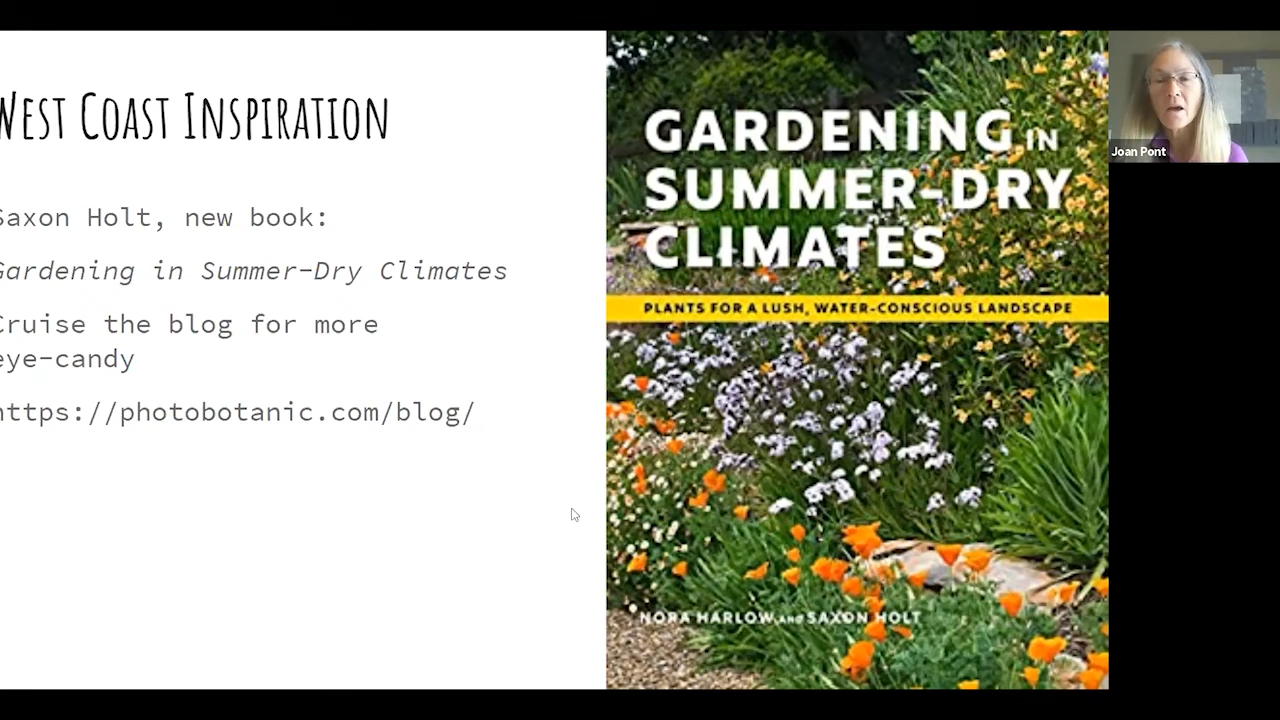 West Coast Inspiration
Saxon Holt, new book:
Gardening in Summer-Dry Climates
Cruise the blog for more
eye-candy
https://photobotanic.com/blog/
GARDENING IN
SUMMER-DRY
CLIMATES
PLANTS FOR A LUSH, WATER-CONSCIOUS LANDSCAPE
NORA HARLOW AND SAXON HOLT
Joan Pont